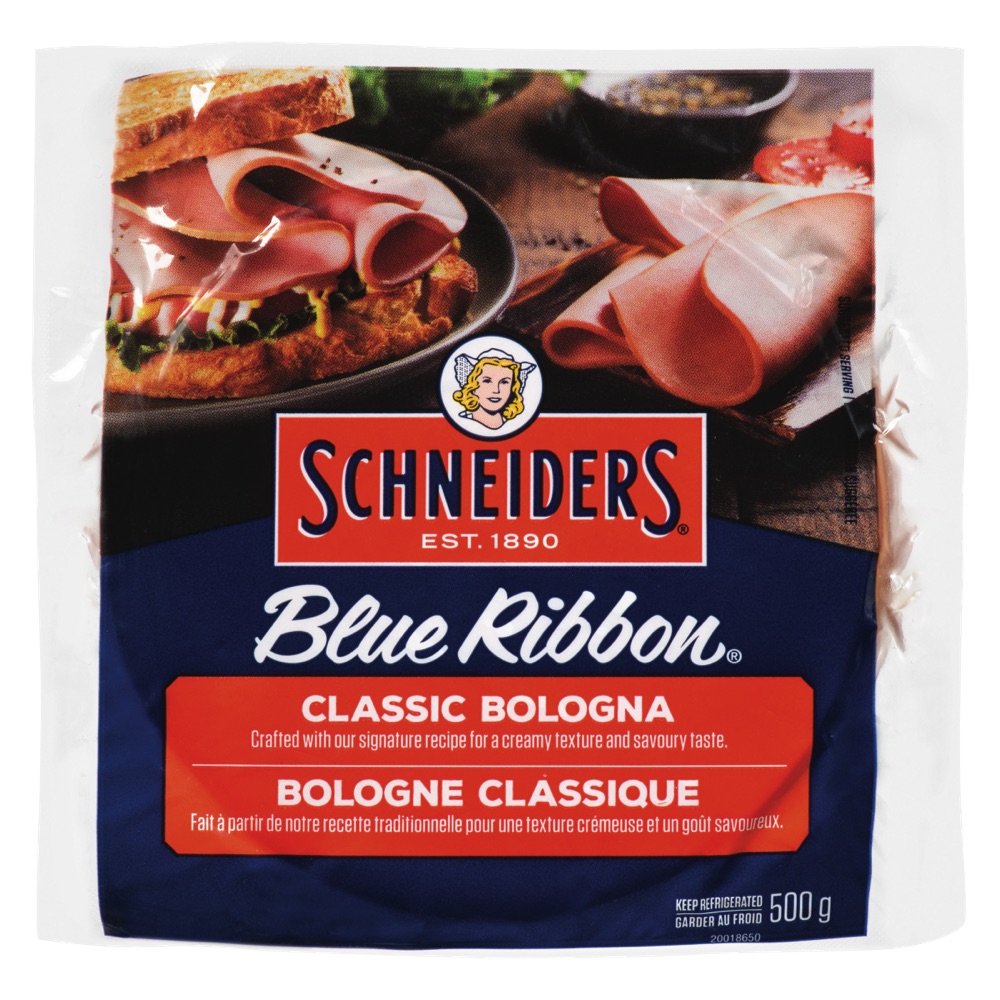 SCHNEIDERS®
EST. 1890
Blue Ribbon®
CLASSIC BOLOGNA
Crafted with our signature recipe for a creamy texture and savoury taste.
BOLOGNE CLASSIQUE
Fait à partir de notre recette traditionnelle pour une texture crémeuse et un goût savoureux.
KEEP REFRIGERATED
GARDER AU FROID
500 g
20018650
SERVING